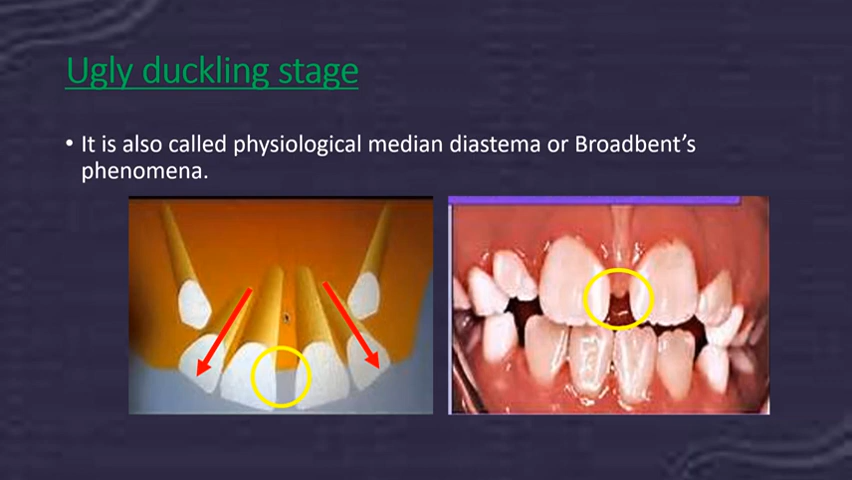 Ugly duckling stage
• It is also called physiological median diastema or Broadbent’s
phenomena.